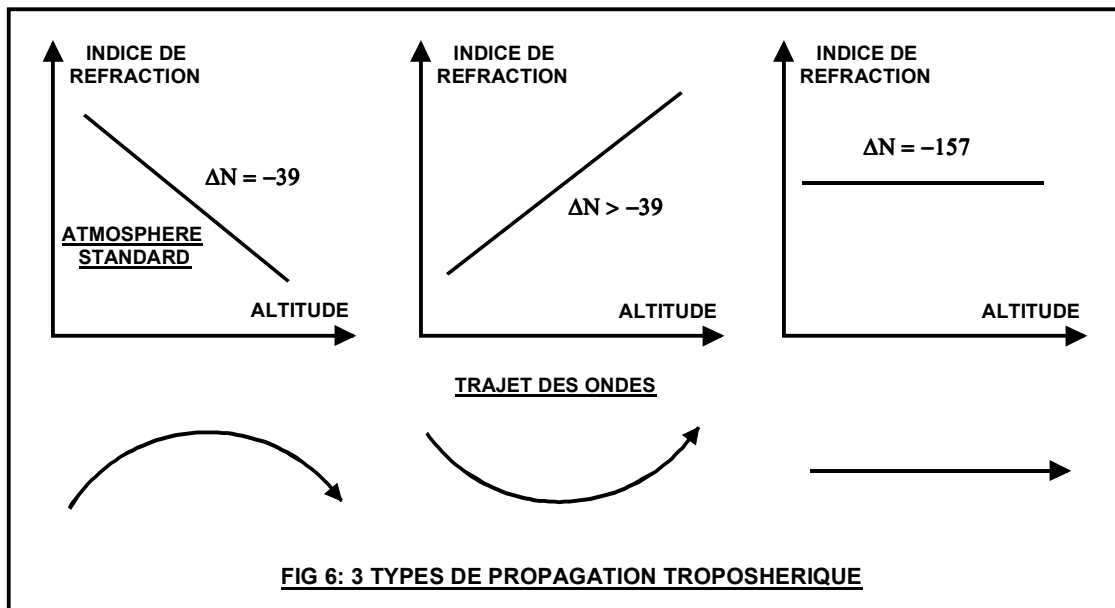 INDICE DE
REFRACTION
ΔN = −39
ATMOSPHERE
STANDARD
ALTITUDE
INDICE DE
REFRACTION
ΔN > −39
ALTITUDE
INDICE DE
REFRACTION
ΔN = −157
ALTITUDE
TRAJET DES ONDES
FIG 6: 3 TYPES DE PROPAGATION TROPOSHERIQUE